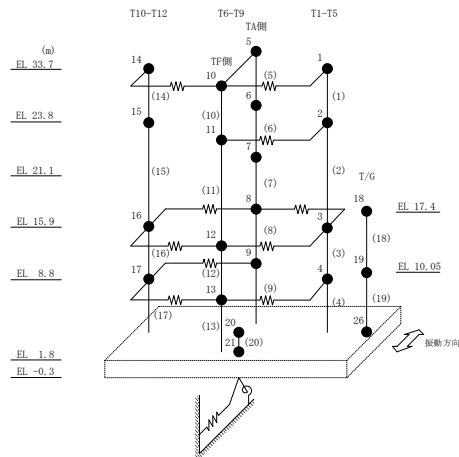 T10-T12 T6-T9 T1-T5
TA側
(m)
5
14 TF側 1
EL 33.7
10 (5)
(14) (10) 6 (1)
EL 23.8
15 11 (6) 2
7
EL 21.1
(15) (7) (2) T/G
(11) 8 18 EL 17.4
EL 15.9
16 12 (8) 3 (18)
(16) (12) 9 (3) 19 EL 10.05
EL 8.8
17 13 (9) 4 (19)
(17) (13) 20 (4) 26
21 (20) 振動方向
EL 1.8
EL -0.3